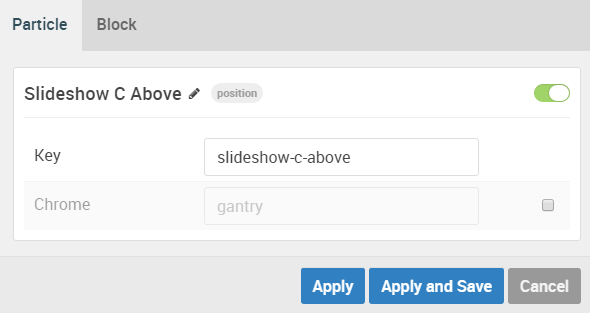 Particle Block
Slideshow C Above position
Key slideshow-c-above
Chrome gantry
Apply Apply and Save Cancel